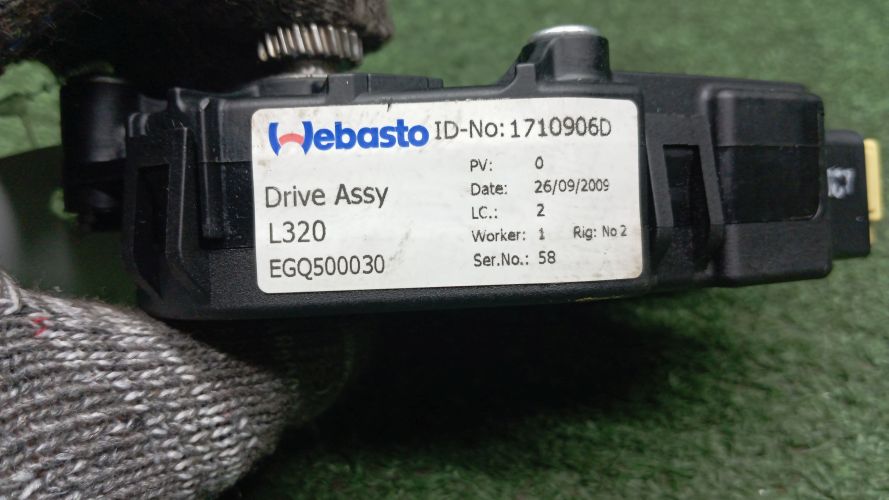 Webasto ID-No: 1710906D
PV: 0
Drive Assy
Date: 26/09/2009
L320
LC.: 2
Worker: 1 Rig: No 2
EGQ500030
Ser.No.: 58